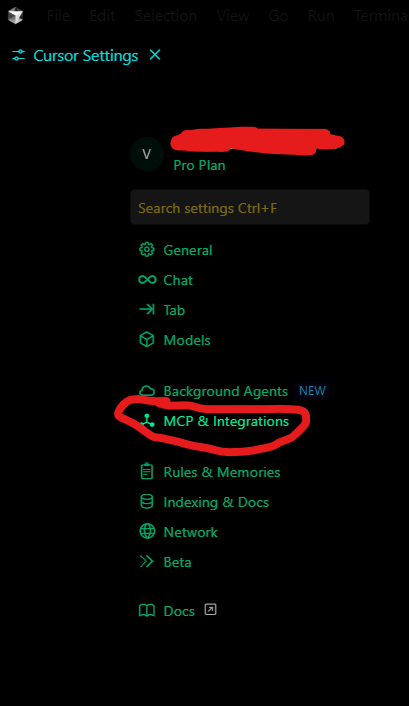 File Edit Selection View Go Run Termina
Cursor Settings
V
Pro Plan
Search settings Ctrl+F
General
Chat
Tab
Models
Background Agents NEW
MCP & Integrations
Rules & Memories
Indexing & Docs
Network
Beta
Docs